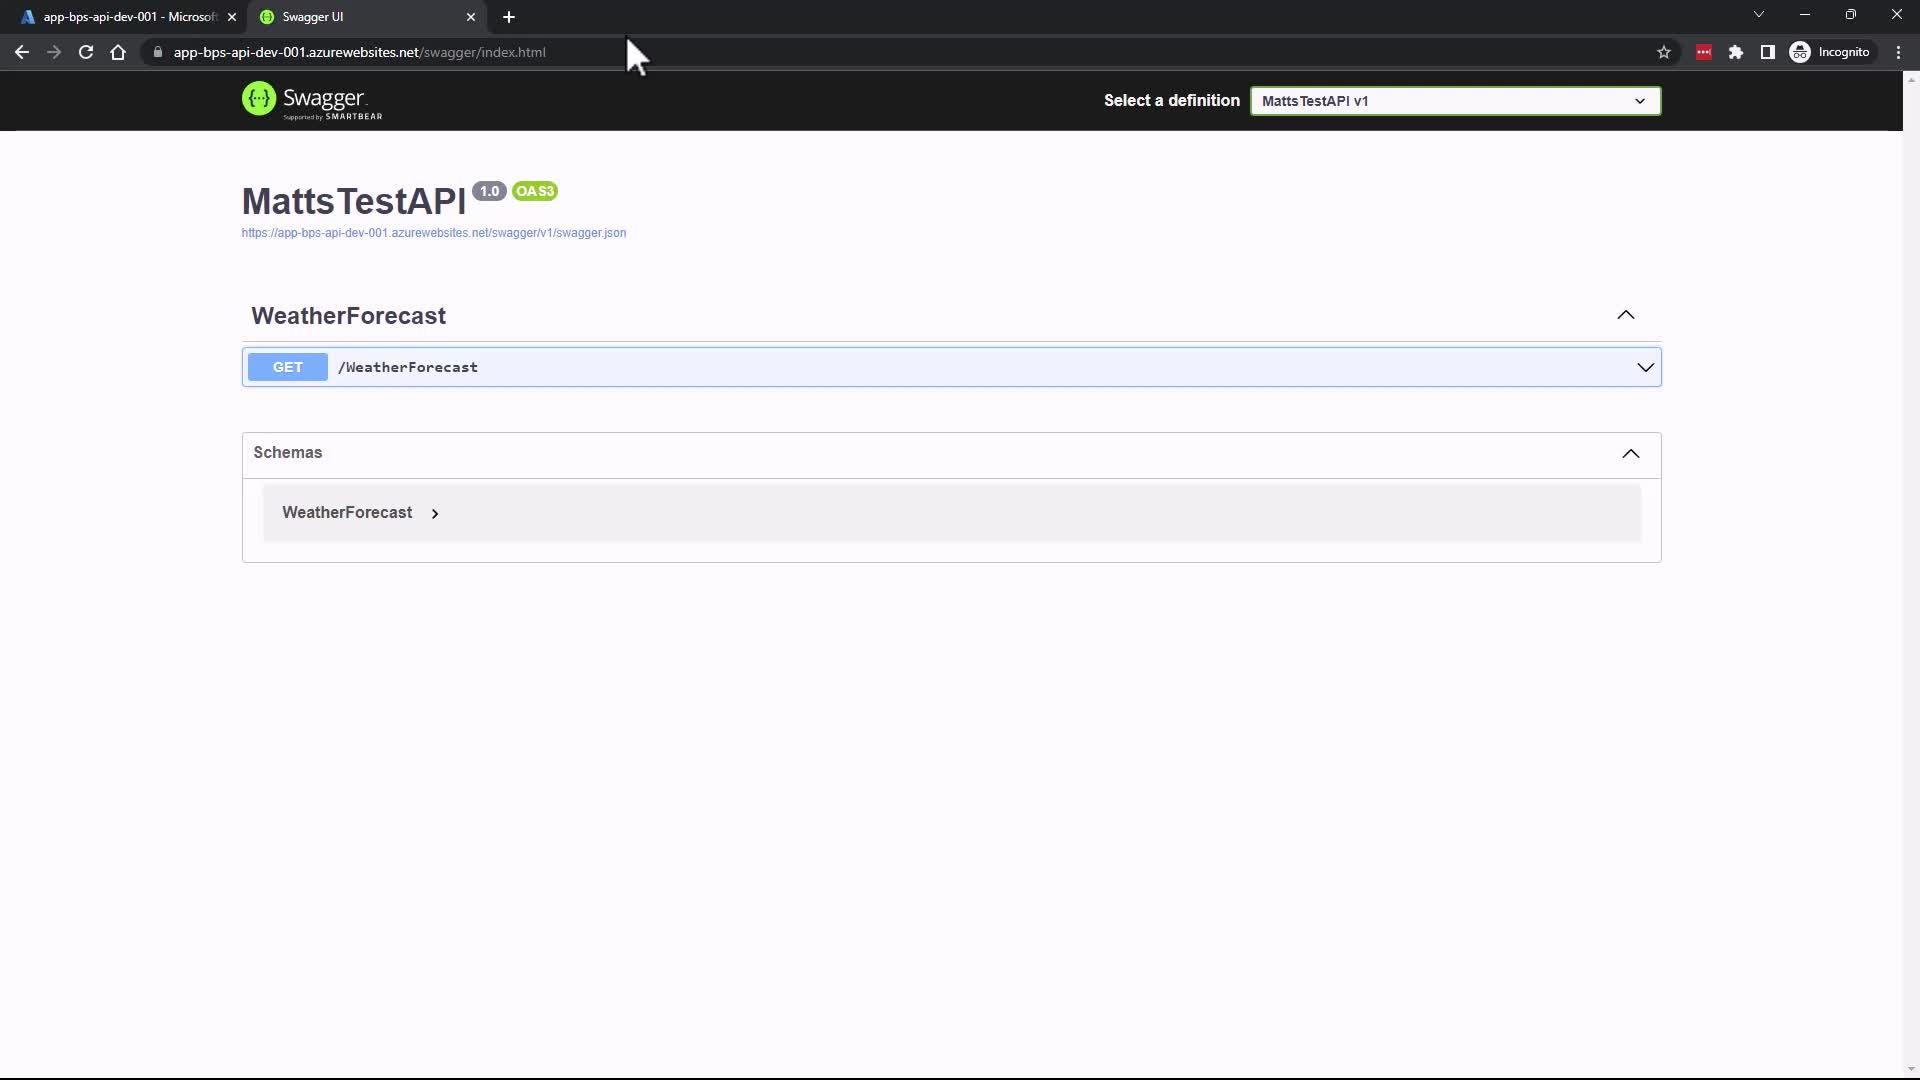 app-bps-api-dev-001 - Microsof
Swagger UI
app-bps-api-dev-001.azurewebsites.net/swagger/index.html
Incognito
Swagger
Supported by SMARTBEAR
Select a definition
MattsTestAPI v1
MattsTestAPI 1.0 OAS3
https://app-bps-api-dev-001.azurewebsites.net/swagger/v1/swagger.json
WeatherForecast
GET /WeatherForecast
Schemas
WeatherForecast